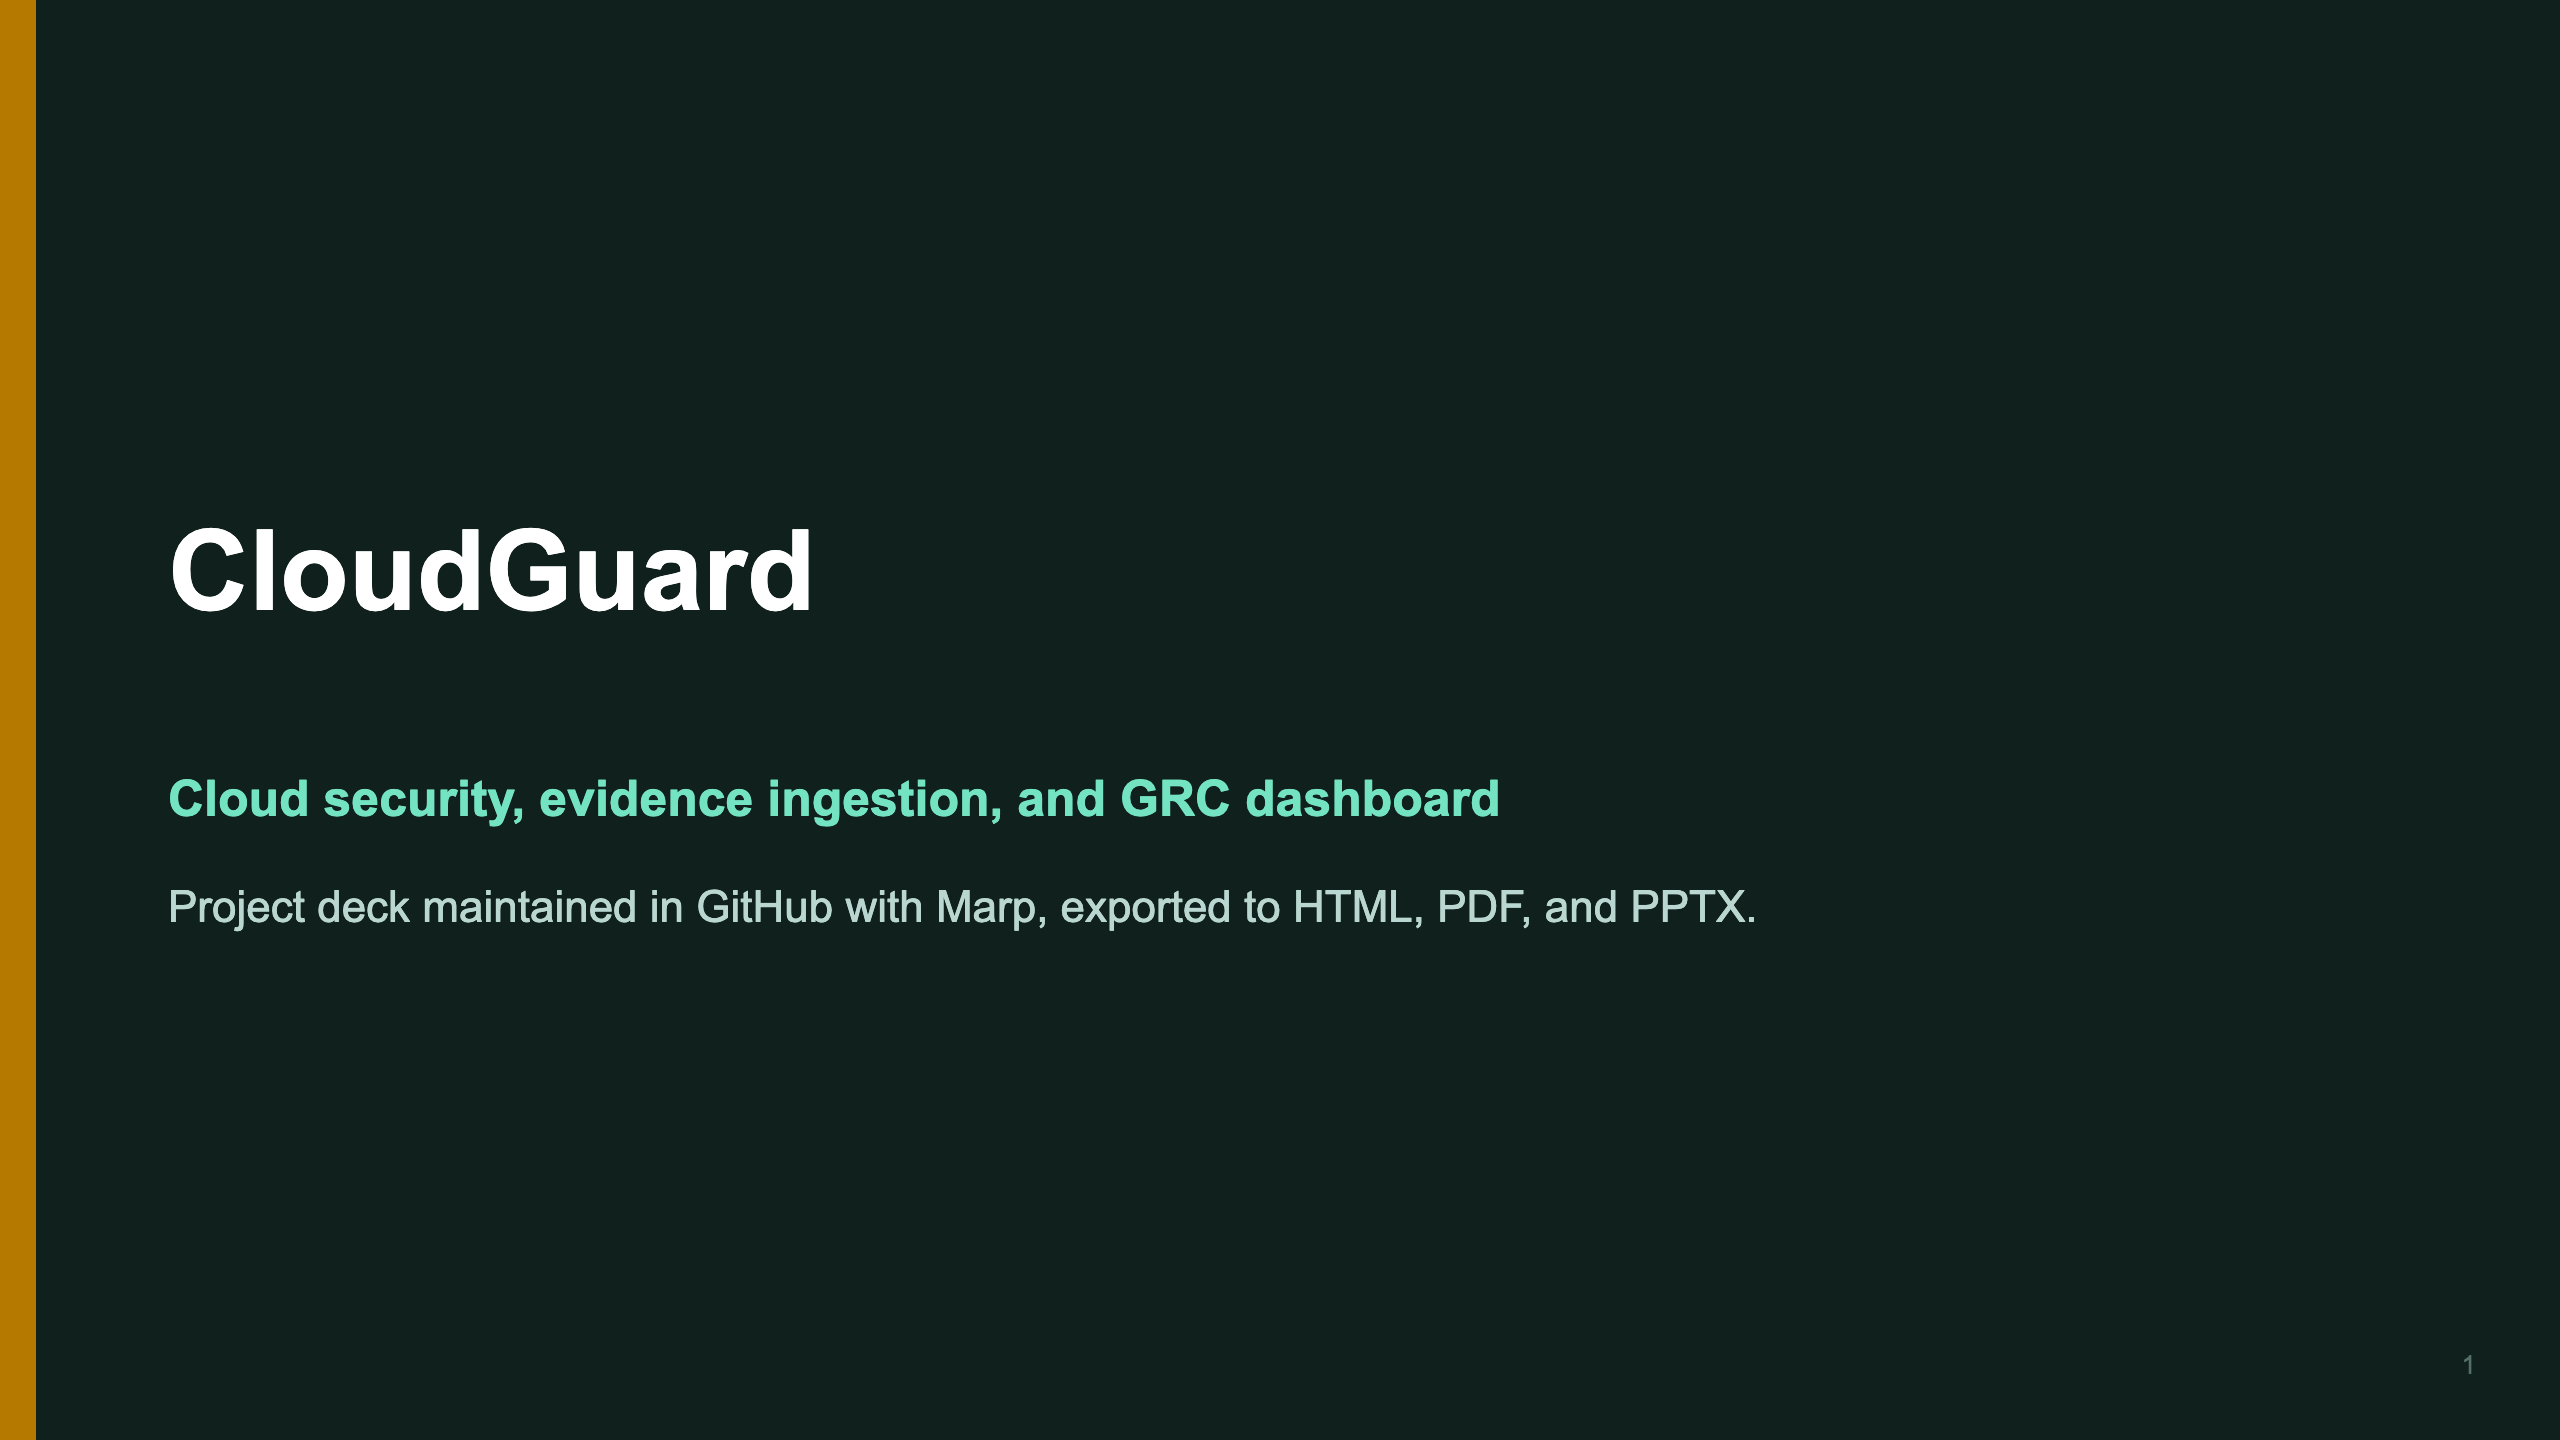 CloudGuard
Cloud security, evidence ingestion, and GRC dashboard
Project deck maintained in GitHub with Marp, exported to HTML, PDF, and PPTX.
1